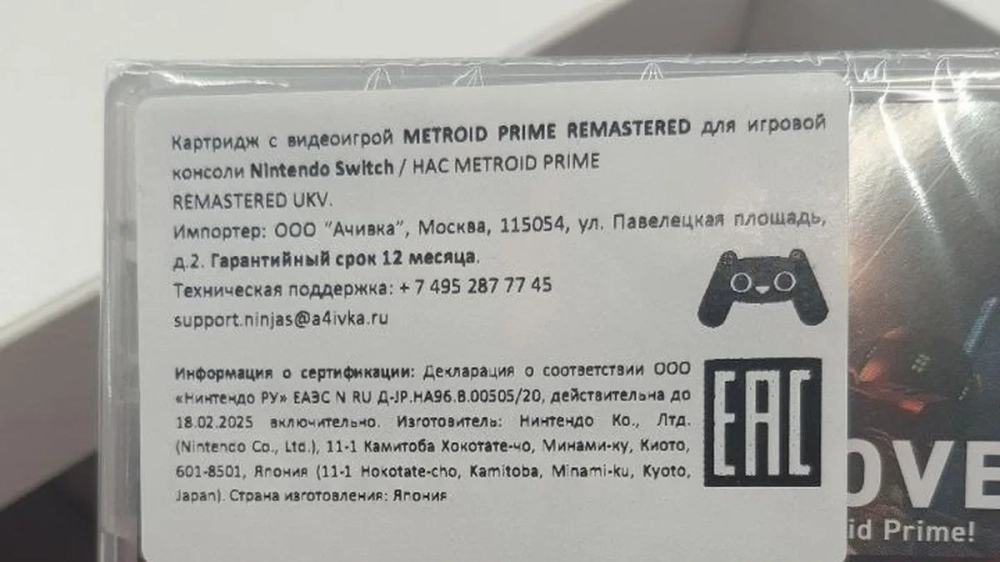 Картридж с видеоигрой METROID PRIME REMASTERED для игровой
консоли Nintendo Switch / HAC METROID PRIME
REMASTERED UKV.
Импортер: ООО "Ачивка", Москва, 115054, ул. Павелецкая площадь,
д.2. Гарантийный срок 12 месяца.
Техническая поддержка: + 7 495 287 77 45
support.ninjas@a4ivka.ru
Информация о сертификации: Декларация о соответствии ООО
«Нинтендо РУ» ЕАЭС N RU Д-JP.НА96.В.00505/20, действительна до
18.02.2025 включительно. Изготовитель: Нинтендо Ко., Лтд.
(Nintendo Co., Ltd.), 11-1 Камитоба Хокотате-чо, Минами-ку, Киото,
601-8501, Япония (11-1 Hokotate-cho, Kamitoba, Minami-ku, Kyoto,
Japan). Страна изготовления: Япония
EAC
OVE
id Prime!